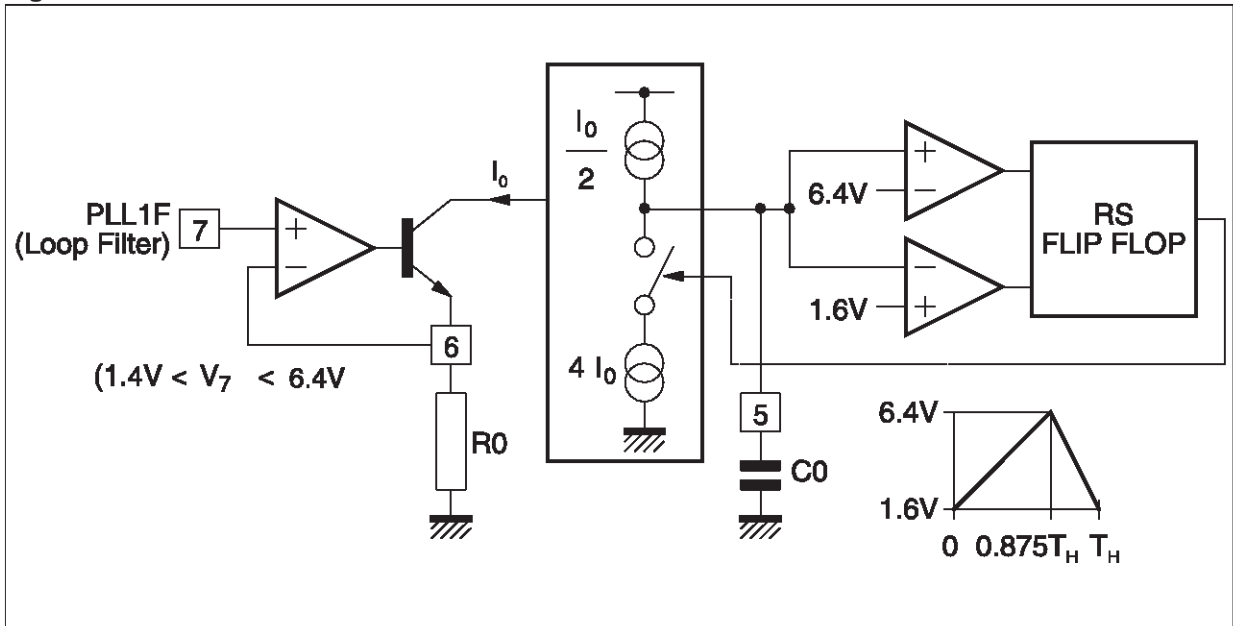 I0
2
I0
6.4V
+
−
RS
FLIP FLOP
PLL1F
(Loop Filter)
7
+
−
−
+
1.6V
6
(1.4V < V7 < 6.4V
4 I0
5
6.4V
R0
C0
1.6V
0 0.875TH TH